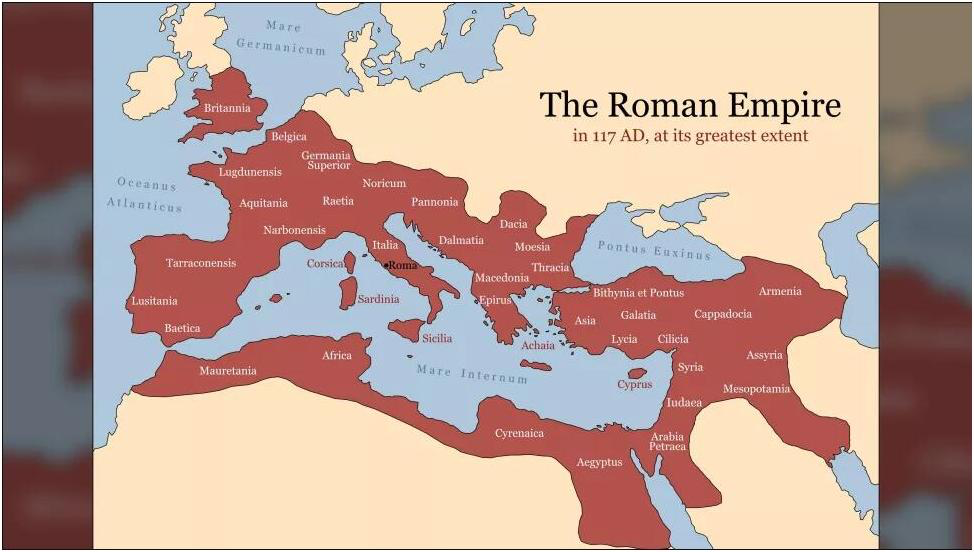 Mare
Germanicum
The Roman Empire
in 117 AD, at its greatest extent
Britannia
Belgica
Germania
Superior
Lugdunensis
Noricum
Oceanus
Atlanticus
Aquitania
Raetia
Pannonia
Dacia
Narbonensis
Italia
Dalmatia
Moesia
Pontus Euxinus
Tarraconensis
Corsica
Roma
Thracia
Macedonia
Lusitania
Sardinia
Epirus
Bithynia et Pontus
Armenia
Baetica
Sicilia
Achaia
Asia
Galatia
Cappadocia
Lycia
Cilicia
Mauretania
Africa
Mare Internum
Cyprus
Syria
Assyria
Mesopotamia
Iudaea
Cyrenaica
Arabia
Petraea
Aegyptus